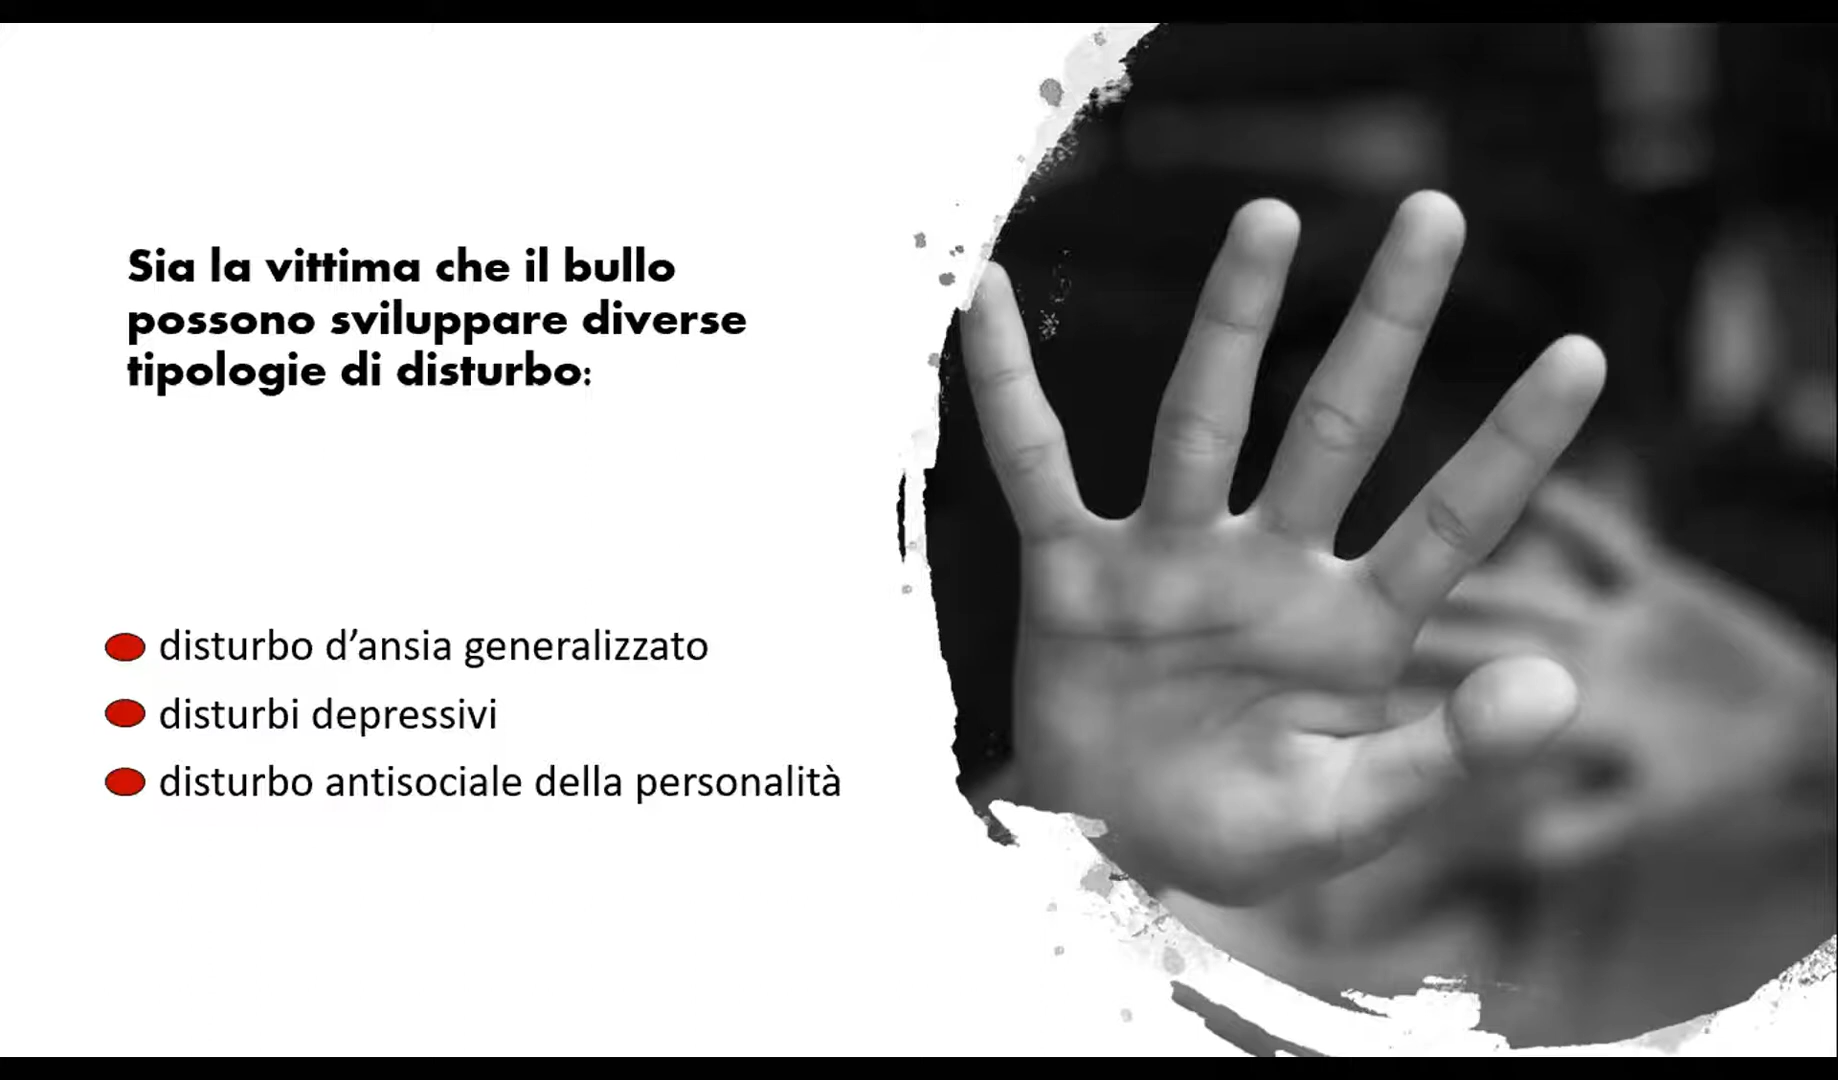 Sia la vittima che il bullo
possono sviluppare diverse
tipologie di disturbo:
disturbo d’ansia generalizzato
disturbi depressivi
disturbo antisociale della personalità